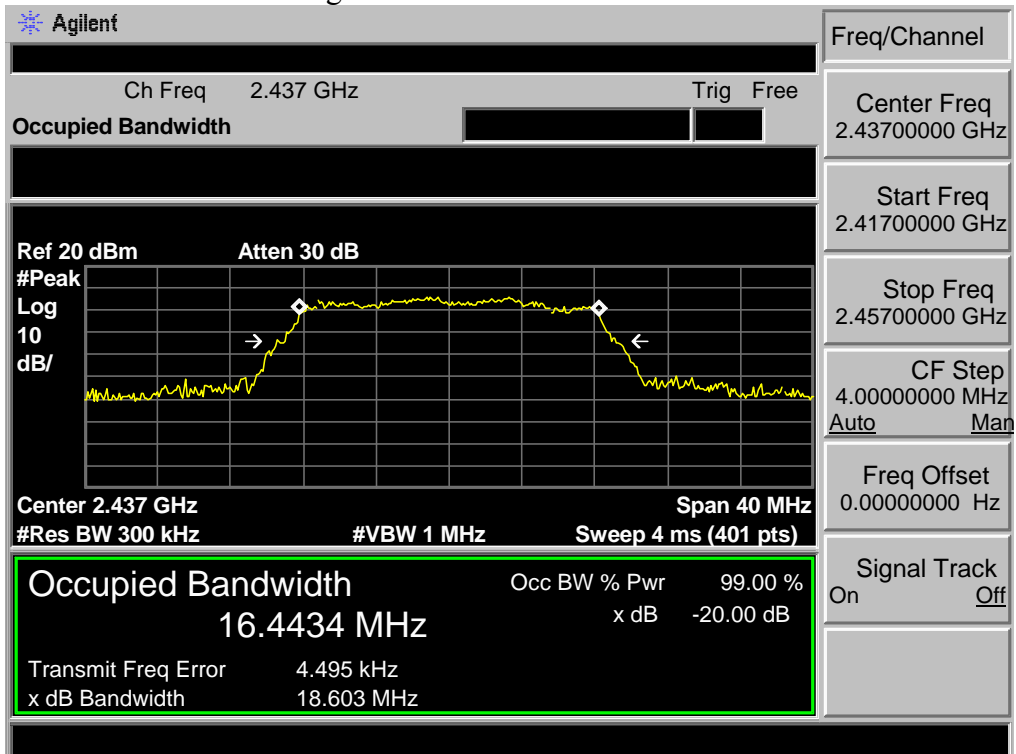 Agilent
Freq/Channel
Ch Freq 2.437 GHz Trig Free
Occupied Bandwidth
Center Freq
2.43700000 GHz
Start Freq
2.41700000 GHz
Stop Freq
2.45700000 GHz
CF Step
4.00000000 MHz
Auto Man
Freq Offset
0.00000000 Hz
Signal Track
On Off
Ref 20 dBm Atten 30 dB
#Peak
Log
10
dB/
Center 2.437 GHz Span 40 MHz
#Res BW 300 kHz #VBW 1 MHz Sweep 4 ms (401 pts)
Occupied Bandwidth Occ BW % Pwr 99.00 %
16.4434 MHz x dB -20.00 dB
Transmit Freq Error 4.495 kHz
x dB Bandwidth 18.603 MHz